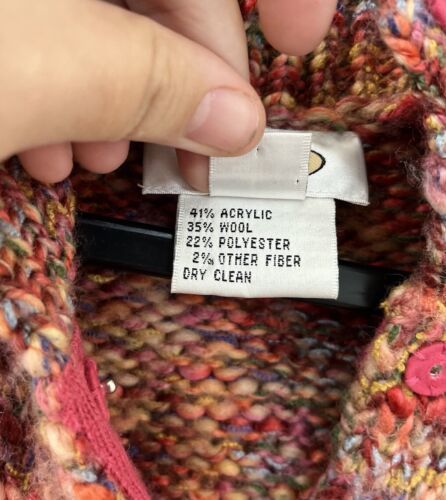 41% ACRYLIC
35% WOOL
22% POLYESTER
2% OTHER FIBER
DRY CLEAN